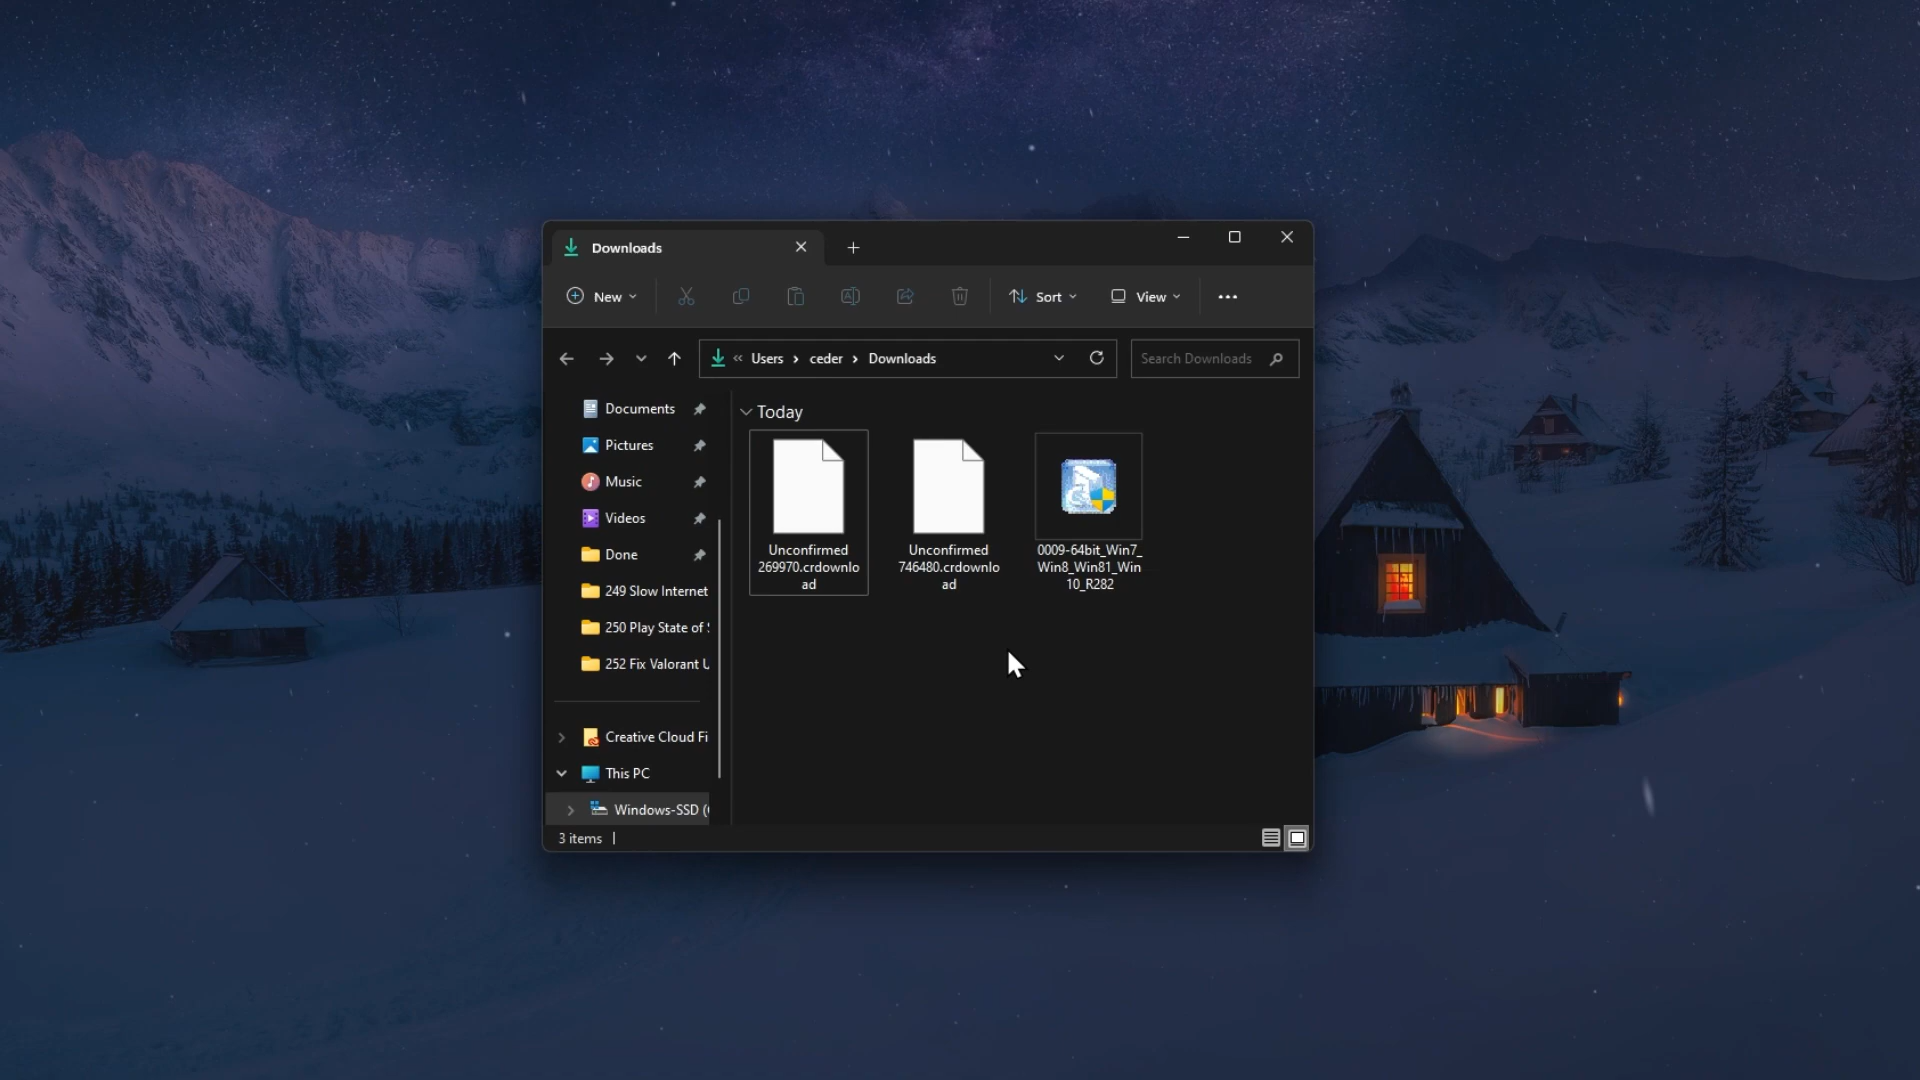 Downloads
New
Sort
View
Users
ceder
Downloads
Search Downloads
Documents
Pictures
Music
Videos
Done
249 Slow Internet
250 Play State of
252 Fix Valorant U
Creative Cloud Fi
This PC
Windows-SSD (
Today
Unconfirmed
269970.crdownlo
ad
Unconfirmed
746480.crdownlo
ad
0009-64bit_Win7_
Win8_Win81_Win
10_R282
3 items